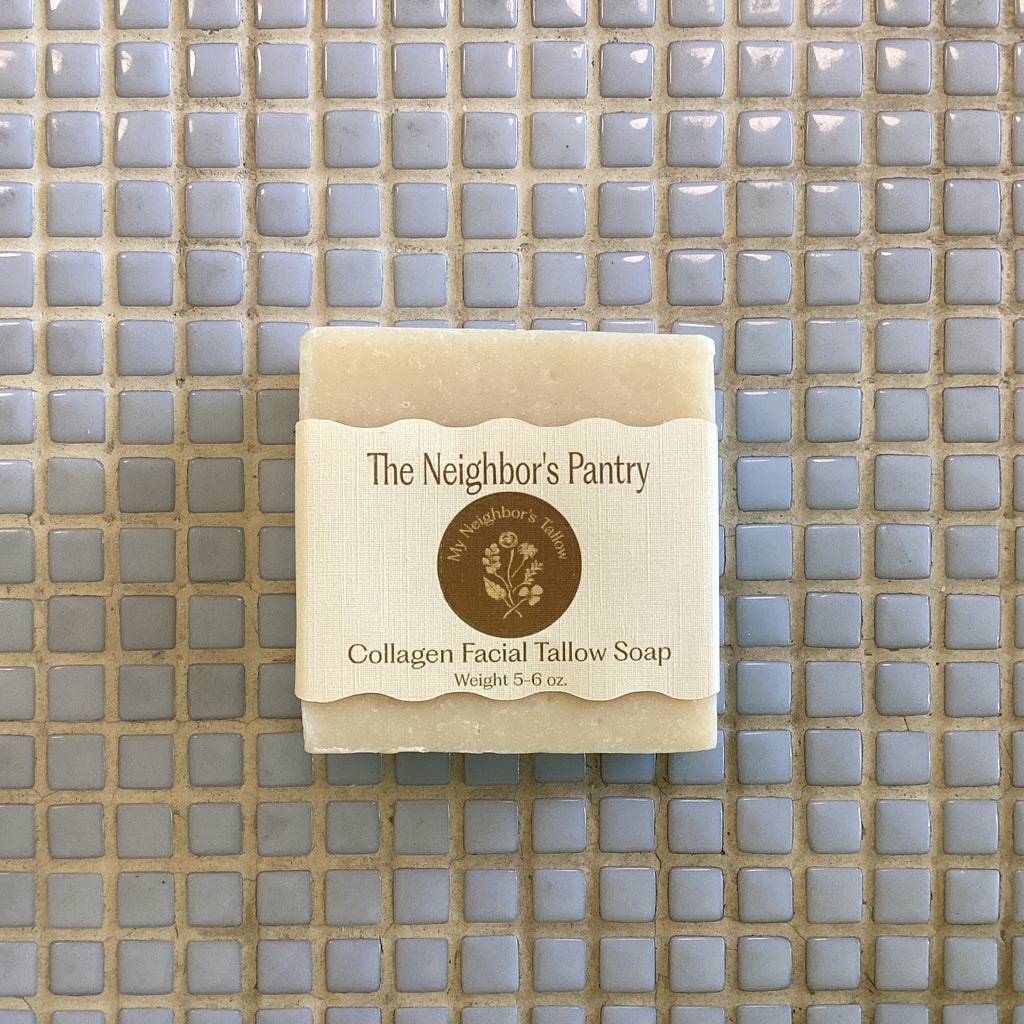 The Neighbor's Pantry
My Neighbor's Tallow
Collagen Facial Tallow Soap
Weight 5-6 oz.